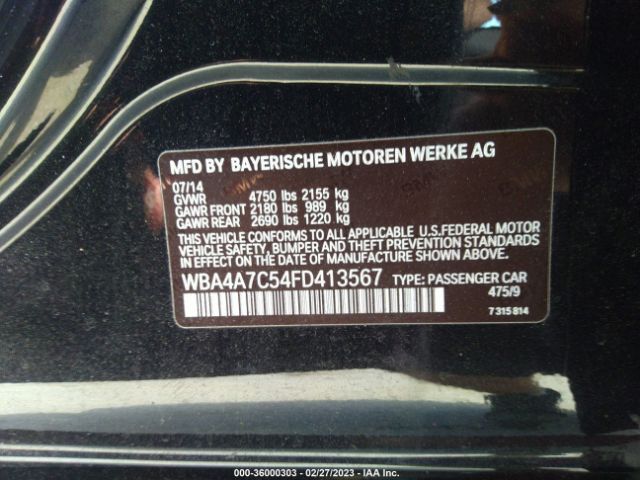 MFD BY BAYERISCHE MOTOREN WERKE AG
07/14
GVWR 4750 lbs 2155 kg
GAWR FRONT 2180 lbs 989 kg
GAWR REAR 2690 lbs 1220 kg
THIS VEHICLE CONFORMS TO ALL APPLICABLE U.S.FEDERAL MOTOR
VEHICLE SAFETY, BUMPER AND THEFT PREVENTION STANDARDS
IN EFFECT ON THE DATE OF MANUFACTURE SHOWN ABOVE.
WBA4A7C54FD413567 TYPE: PASSENGER CAR
475/9
7315814
000-36000303 - 02/27/2023 - IAA Inc.